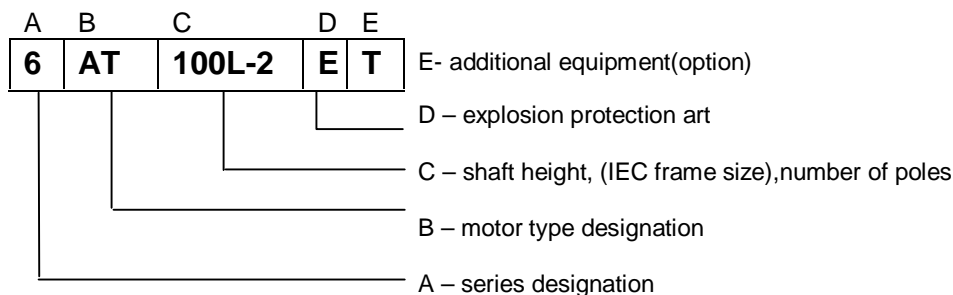 A B C D E
6 AT 100L-2 E T
E- additional equipment(option)
D – explosion protection art
C – shaft height, (IEC frame size),number of poles
B – motor type designation
A – series designation